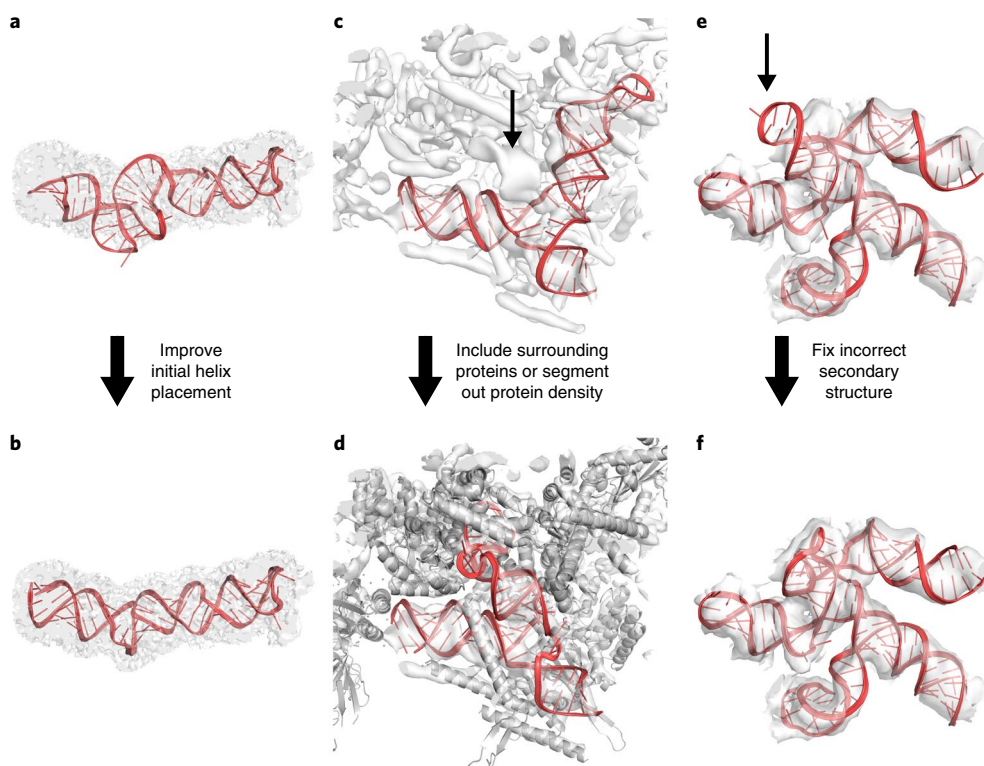 a
c
e
Improve
initial helix
placement
Include surrounding
proteins or segment
out protein density
Fix incorrect
secondary
structure
b
d
f